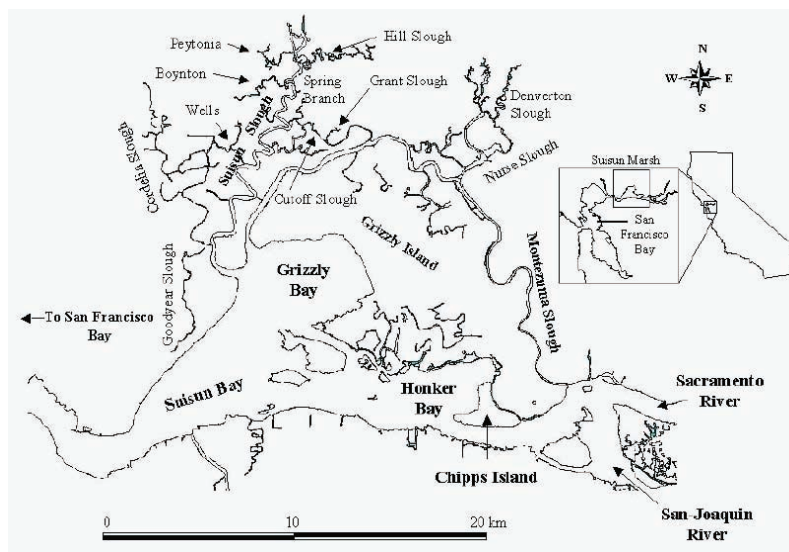 Peytonia
Hill Slough
Boynton
Spring
Branch
Grant Slough
Wells
Suisun Slough
Denverton
Slough
Cordelia Slough
Cutoff Slough
Nurse Slough
N
W
E
S
Suisun Marsh
San
Francisco
Bay
Grizzly Island
Grizzly
Bay
Goodyear Slough
Montezuma Slough
To San Francisco
Bay
Suisun Bay
Honker
Bay
Sacramento
River
Chipps Island
San-Joaquin
River
0
10
20 km